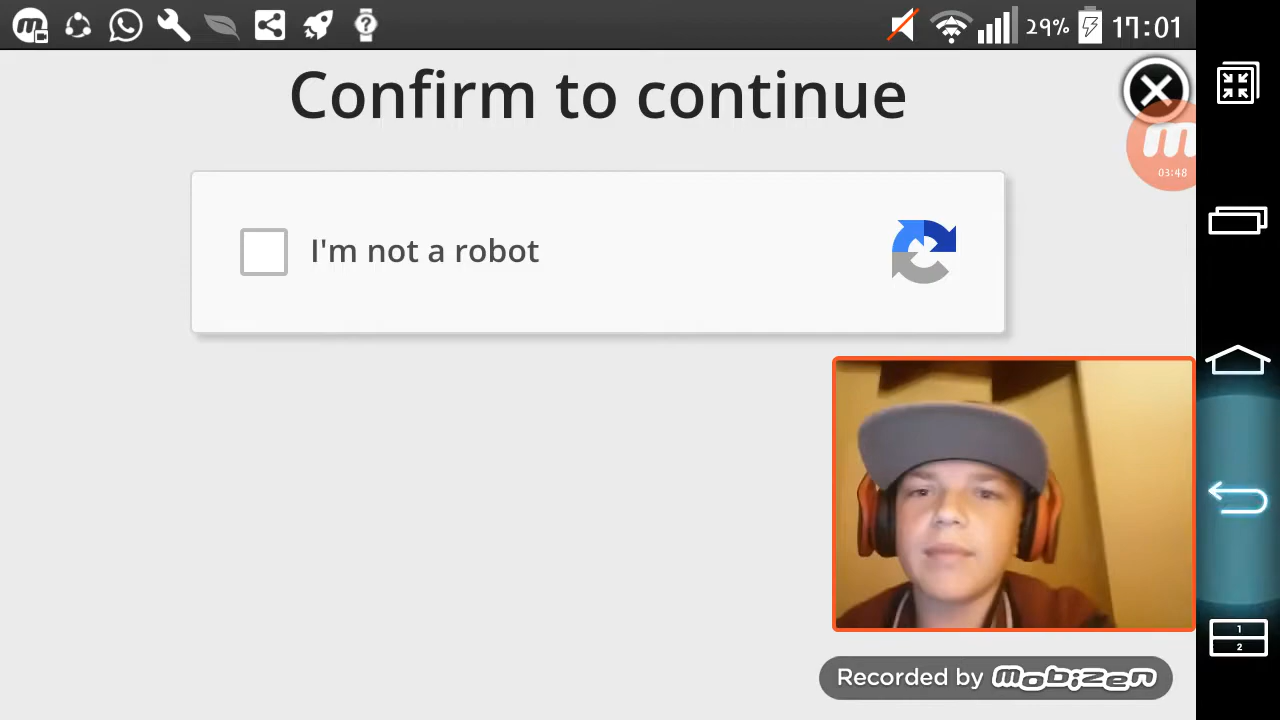 29% 17:01
Confirm to continue
m
03:48
I'm not a robot
1
2
Recorded by mobizen